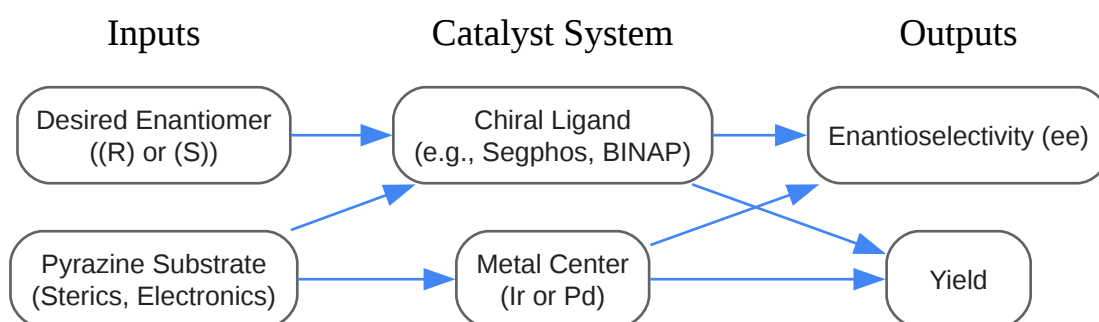 Inputs
Catalyst System
Outputs
Desired Enantiomer
((R) or (S))
Chiral Ligand
(e.g., Segphos, BINAP)
Enantioselectivity (ee)
Pyrazine Substrate
(Sterics, Electronics)
Metal Center
(Ir or Pd)
Yield